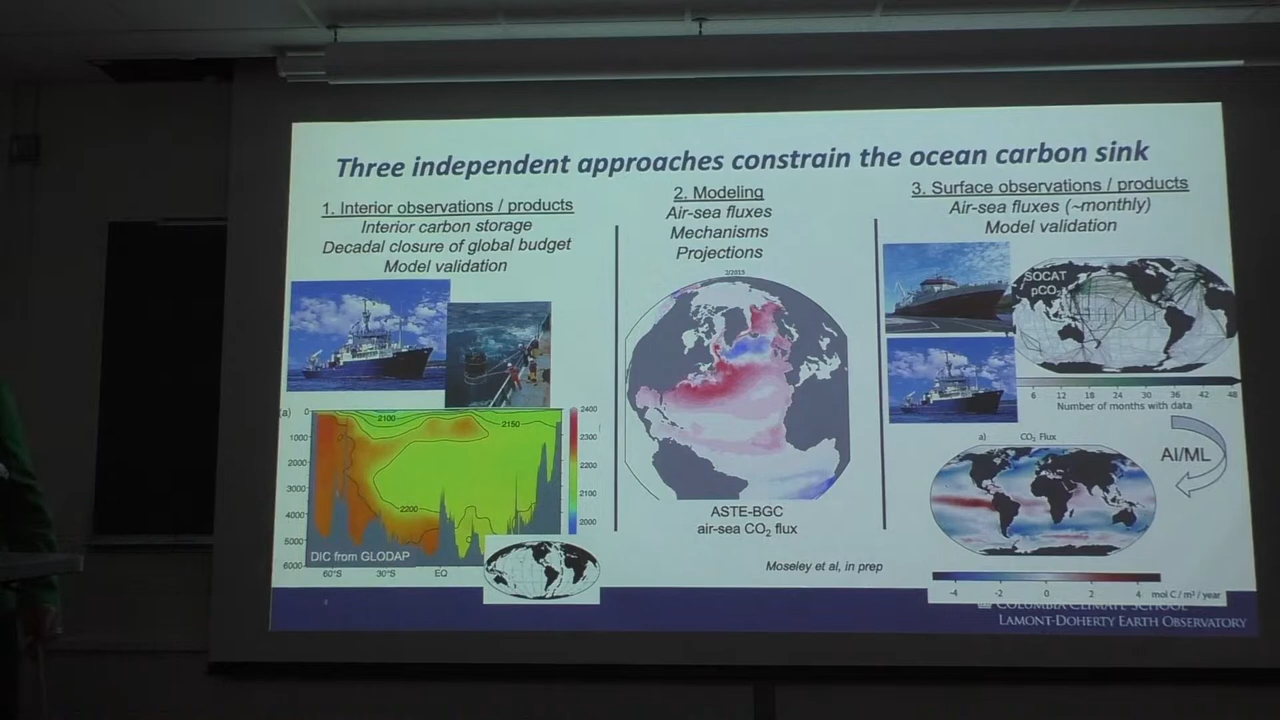 Three independent approaches constrain the ocean carbon sink
1. Interior observations / products
Interior carbon storage
Decadal closure of global budget
Model validation
(a)
2100
2150
2200
0
1000
2000
3000
4000
5000
6000
60°S
30°S
EQ
DIC from GLODAP
2400
2300
2200
2100
2000
2. Modeling
Air-sea fluxes
Mechanisms
Projections
ASTE-BGC
air-sea CO₂ flux
Moseley et al, in prep
3. Surface observations / products
Air-sea fluxes (~monthly)
Model validation
SOCAT
pCO₂
6 12 18 24 30 36 42 48
Number of months with data
AI/ML
a) CO₂ Flux
-4 -2 0 2 4 mol C / m² / year
COLUMBIA CLIMATE SCHOOL
LAMONT-DOHERTY EARTH OBSERVATORY